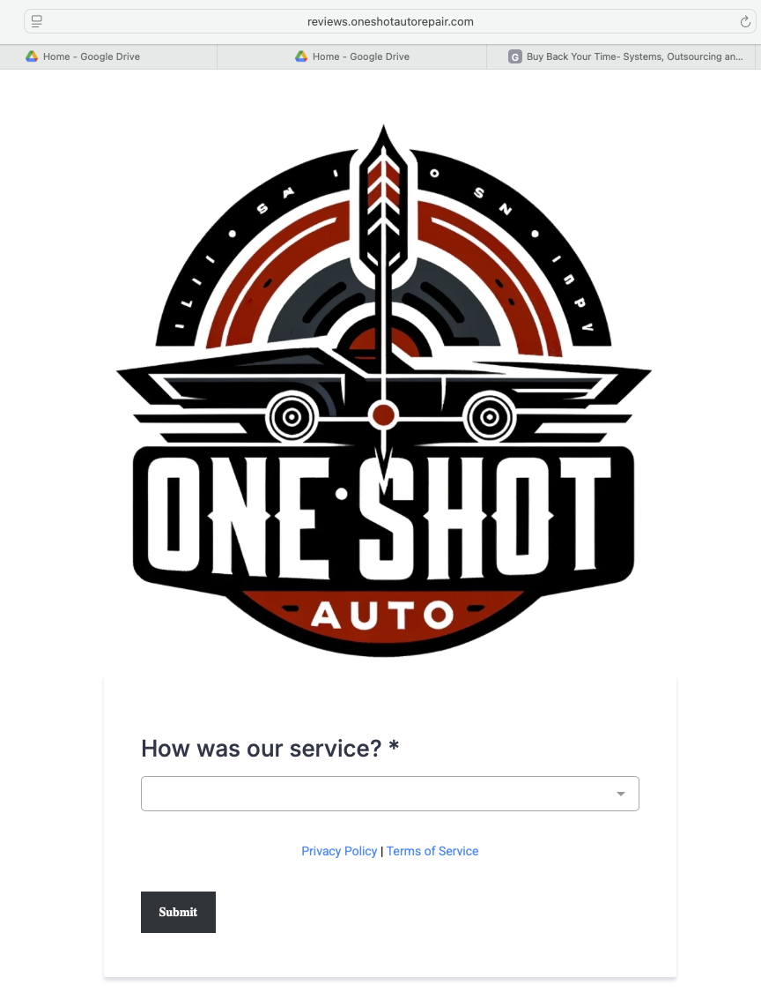 reviews.oneshotautorepair.com
Home - Google Drive
Home - Google Drive
G Buy Back Your Time- Systems, Outsourcing an...
ONE SHOT
AUTO
How was our service? *
Privacy Policy | Terms of Service
Submit